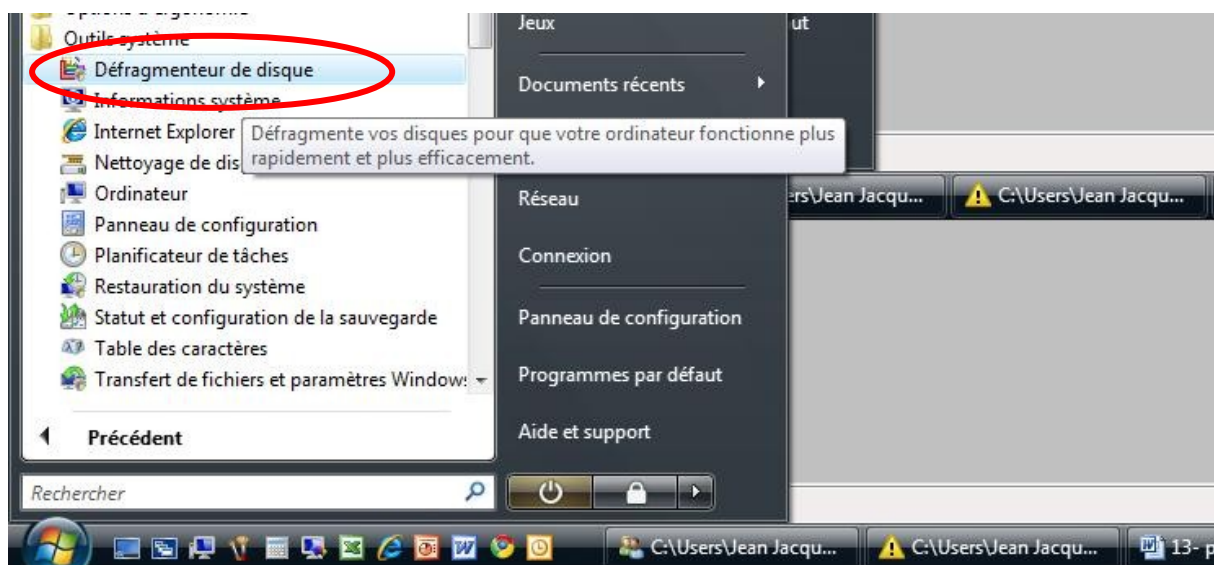 Outils système
Défragmenteur de disque
Informations système
Internet Explorer
Nettoyage de dis
Ordinateur
Panneau de configuration
Planificateur de tâches
Restauration du système
Statut et configuration de la sauvegarde
Table des caractères
Transfert de fichiers et paramètres Window
Précédent
Rechercher
Défragmente vos disques pour que votre ordinateur fonctionne plus
rapidement et plus efficacement.
Jeux
Documents récents
Réseau
Connexion
Panneau de configuration
Programmes par défaut
Aide et support
ut
ers\Jean Jacqu...
C:\Users\Jean Jacqu...
C:\Users\Jean Jacqu...
C:\Users\Jean Jacqu...
13- p